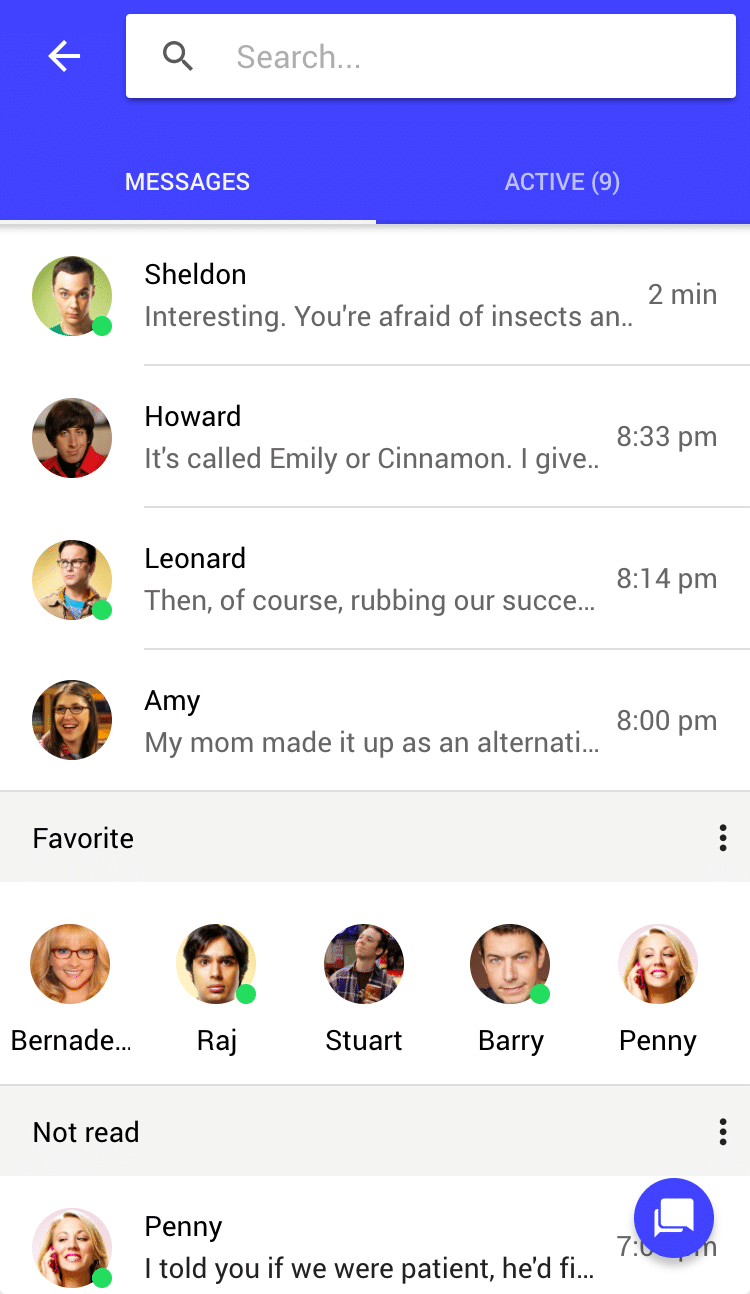 Search...
MESSAGES
ACTIVE (9)
Sheldon
Interesting. You're afraid of insects an..
2 min
Howard
It's called Emily or Cinnamon. I give..
8:33 pm
Leonard
Then, of course, rubbing our succe...
8:14 pm
Amy
My mom made it up as an alternati...
8:00 pm
Favorite
Bernade...
Raj
Stuart
Barry
Penny
Not read
Penny
I told you if we were patient, he'd fi...